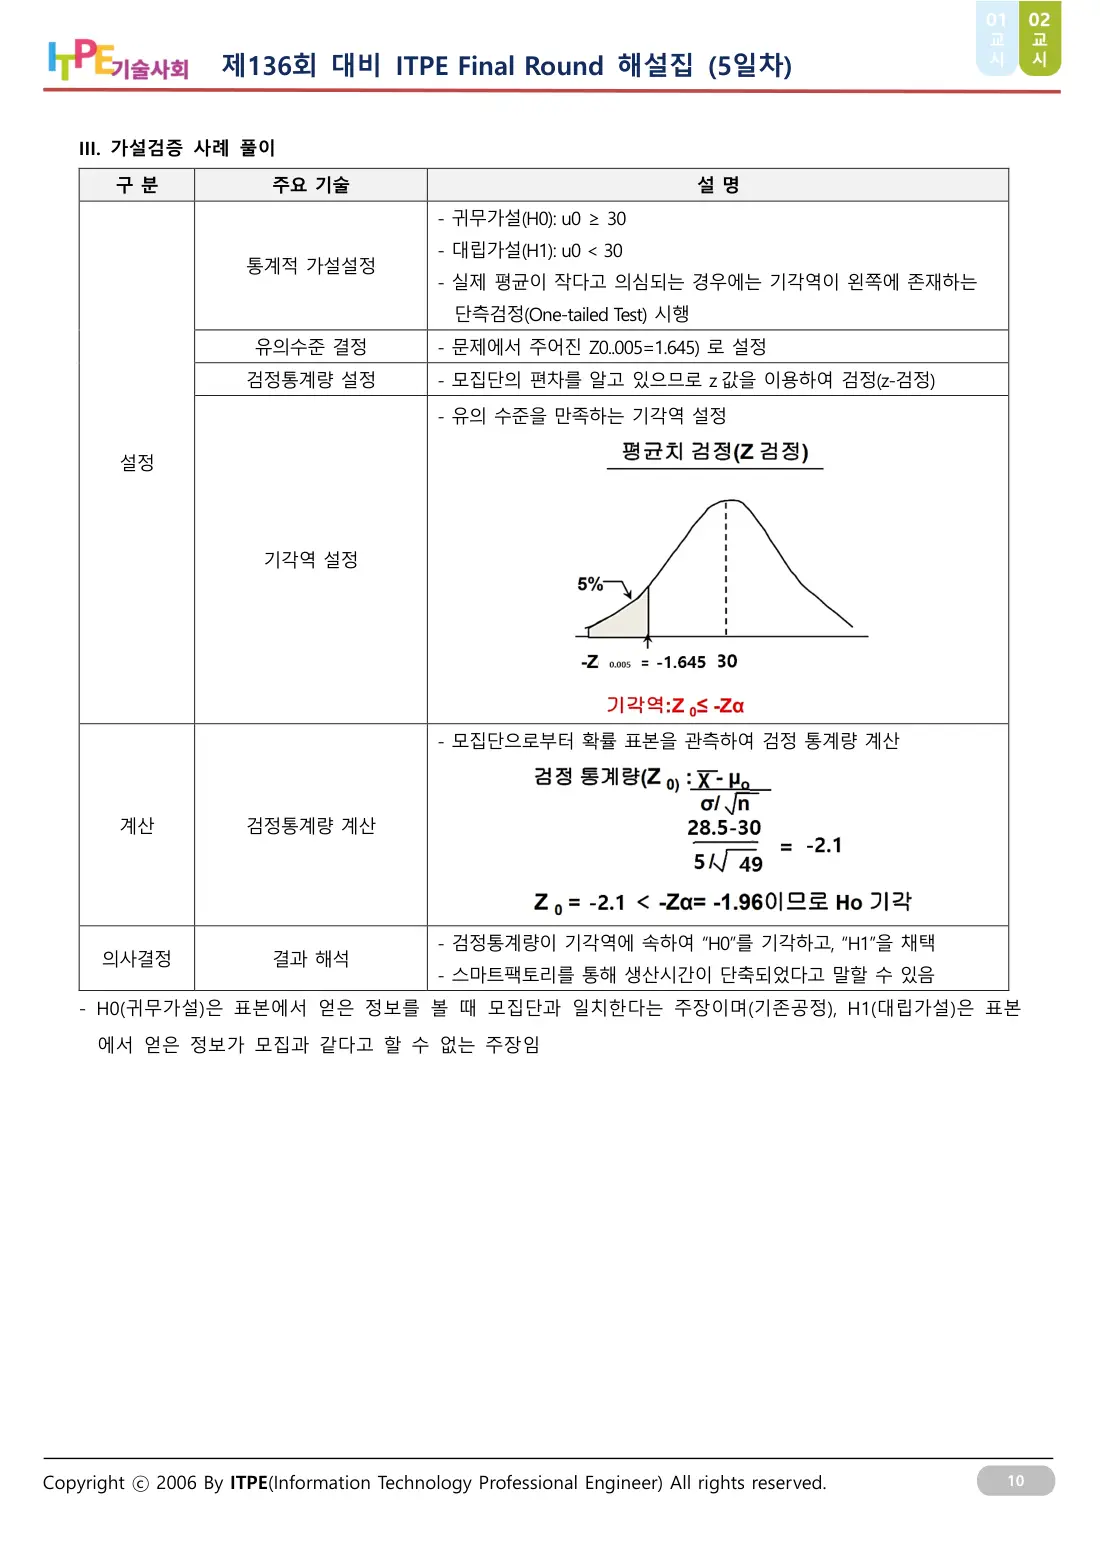 01 02
교 교
시 시
ITPE기술사회 제136회 대비 ITPE Final Round 해설집 (5일차)
III. 가설검증 사례 풀이
구 분 주요 기술 설 명
설정
통계적 가설설정
- 귀무가설(H0): u0 ≥ 30
- 대립가설(H1): u0 < 30
- 실제 평균이 작다고 의심되는 경우에는 기각역이 왼쪽에 존재하는
단측검정(One-tailed Test) 시행
유의수준 결정 - 문제에서 주어진 Z0..005=1.645) 로 설정
검정통계량 설정 - 모집단의 편차를 알고 있으므로 z 값을 이용하여 검정(z-검정)
기각역 설정
- 유의 수준을 만족하는 기각역 설정
평균치 검정(Z 검정)
5%
-Z 0.005 = -1.645 30
기각역:Z 0≤ -Zα
계산
검정통계량 계산
- 모집단으로부터 확률 표본을 관측하여 검정 통계량 계산
검정 통계량(Z 0) : χ̅ - μo
σ/ √n
28.5-30
= -2.1
5/√ 49
Z 0 = -2.1 < -Zα= -1.96이므로 Ho 기각
의사결정
결과 해석
- 검정통계량이 기각역에 속하여 “H0”를 기각하고, “H1”을 채택
- 스마트팩토리를 통해 생산시간이 단축되었다고 말할 수 있음
- H0(귀무가설)은 표본에서 얻은 정보를 볼 때 모집단과 일치한다는 주장이며(기존공정), H1(대립가설)은 표본
에서 얻은 정보가 모집과 같다고 할 수 없는 주장임
Copyright ⓒ 2006 By ITPE(Information Technology Professional Engineer) All rights reserved.
10